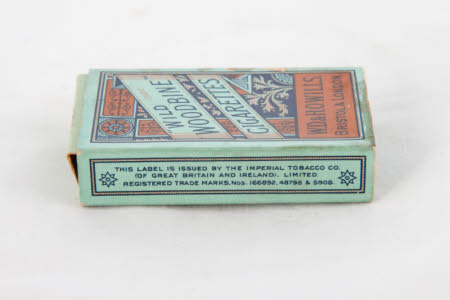 "WILD
WOODBINE"
CIGARETTES
W.D.& H.O.WILLS
BRISTOL & LONDON.
THIS LABEL IS ISSUED BY THE IMPERIAL TOBACCO CO.
(OF GREAT BRITAIN AND IRELAND), LIMITED.
REGISTERED TRADE MARKS, Nos. 166892, 48798 & 5908.